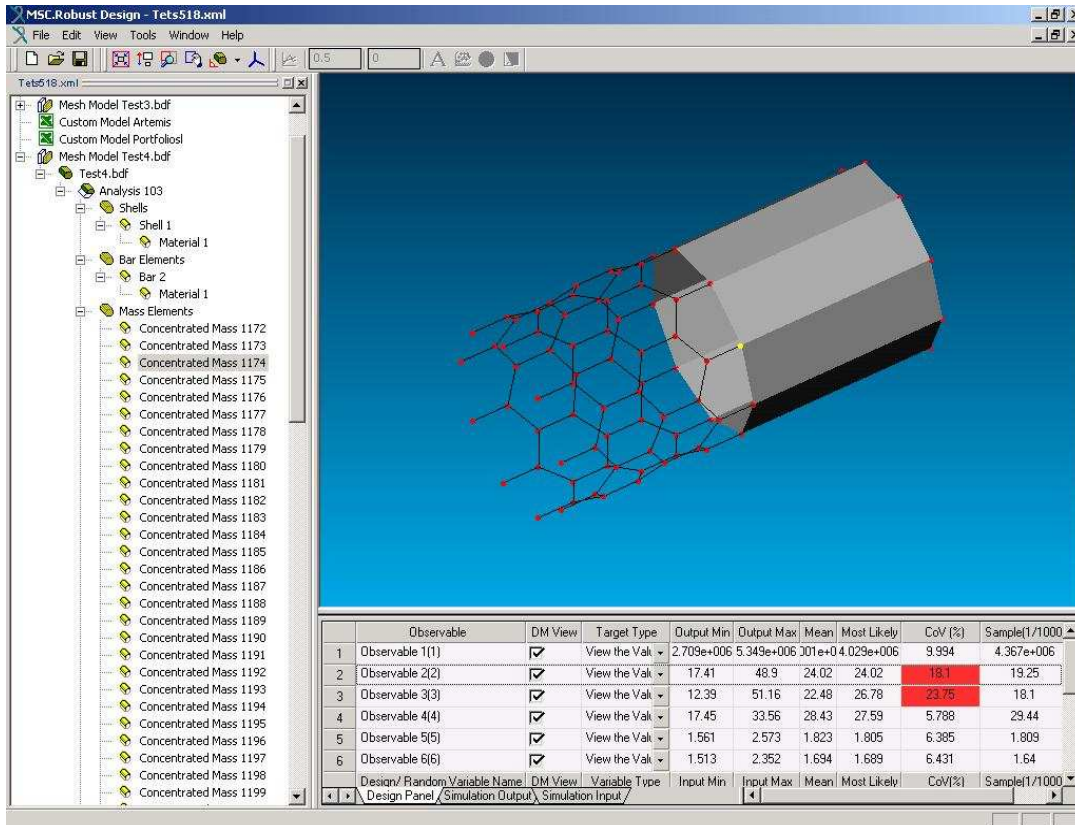 MSC.Robust Design - Tets518.xml
File Edit View Tools Window Help
0.5 0
Tets518.xml
Mesh Model Test3.bdf
Custom Model Artemis
Custom Model Portfoliosl
Mesh Model Test4.bdf
Test4.bdf
Analysis 103
Shells
Shell 1
Material 1
Bar Elements
Bar 2
Material 1
Mass Elements
Concentrated Mass 1172
Concentrated Mass 1173
Concentrated Mass 1174
Concentrated Mass 1175
Concentrated Mass 1176
Concentrated Mass 1177
Concentrated Mass 1178
Concentrated Mass 1179
Concentrated Mass 1180
Concentrated Mass 1181
Concentrated Mass 1182
Concentrated Mass 1183
Concentrated Mass 1184
Concentrated Mass 1185
Concentrated Mass 1186
Concentrated Mass 1187
Concentrated Mass 1188
Concentrated Mass 1189
Concentrated Mass 1190
Concentrated Mass 1191
Concentrated Mass 1192
Concentrated Mass 1193
Concentrated Mass 1194
Concentrated Mass 1195
Concentrated Mass 1196
Concentrated Mass 1197
Concentrated Mass 1198
Concentrated Mass 1199
Observable DM View Target Type Output Min Output Max Mean Most Likely CoV (%) Sample(1/1000
1 Observable 1(1) View the Val 2.709e+006 5.349e+006 001e+0 4.029e+006 9.994 4.367e+006
2 Observable 2(2) View the Val 17.41 48.9 24.02 24.02 18.1 19.25
3 Observable 3(3) View the Val 12.39 51.16 22.48 26.78 23.75 18.1
4 Observable 4(4) View the Val 17.45 33.56 28.43 27.59 5.788 29.44
5 Observable 5(5) View the Val 1.561 2.573 1.823 1.805 6.385 1.809
6 Observable 6(6) View the Val 1.513 2.352 1.694 1.689 6.431 1.64
Design/ Random Variable Name DM View Variable Type Input Min Input Max Mean Most Likely CoV(%) Sample(1/1000
Design Panel Simulation Output Simulation Input